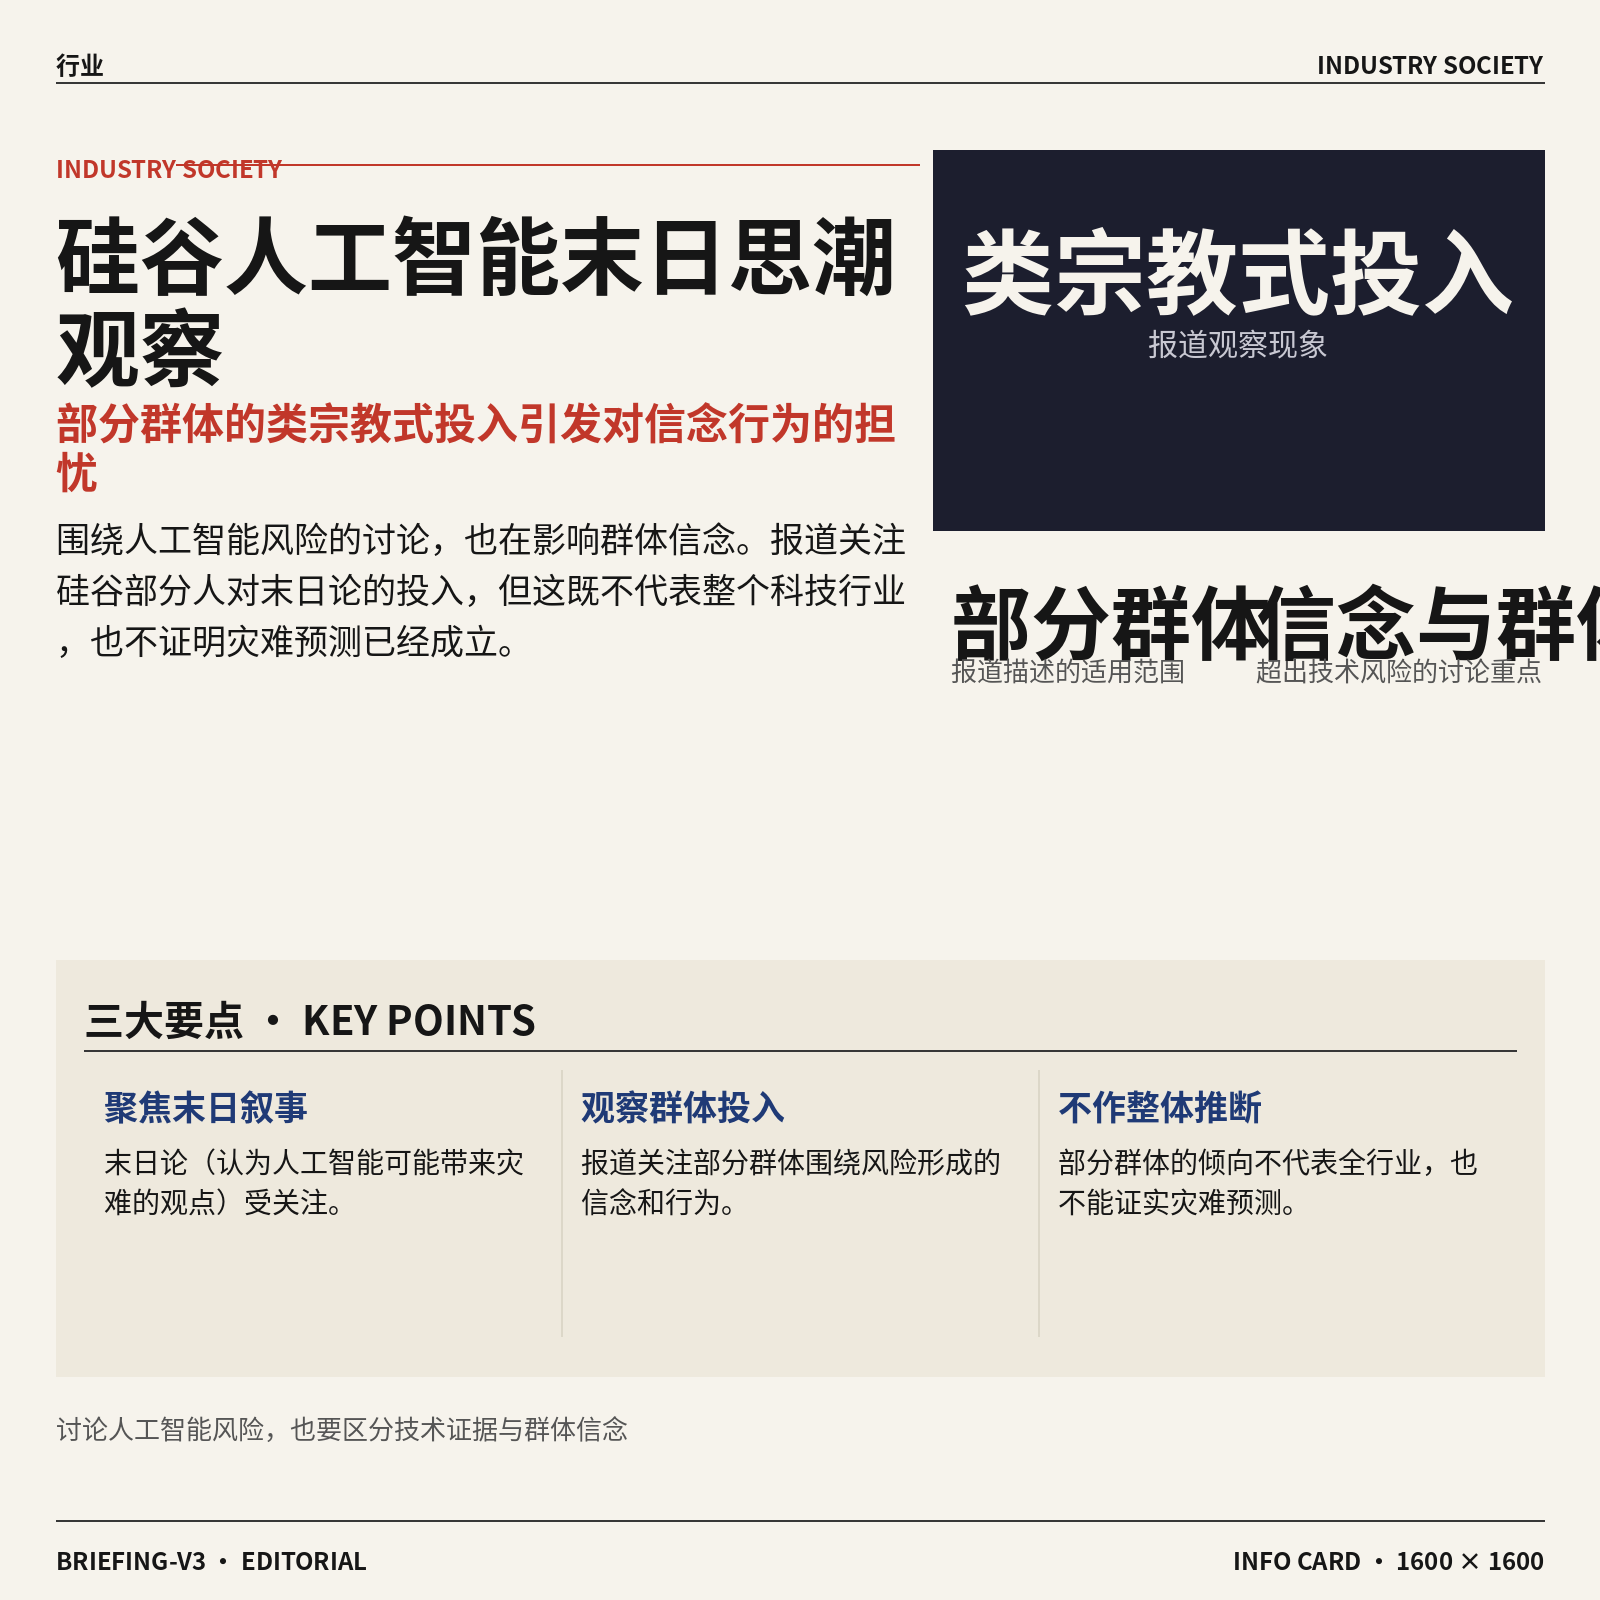 行业
INDUSTRY SOCIETY
INDUSTRY SOCIETY
硅谷人工智能末日思潮
观察
部分群体的类宗教式投入引发对信念行为的担
忧
围绕人工智能风险的讨论，也在影响群体信念。报道关注
硅谷部分人对末日论的投入，但这既不代表整个科技行业
，也不证明灾难预测已经成立。
类宗教式投入
报道观察现象
部分群体
报道描述的适用范围
信念与群
超出技术风险的讨论重点
三大要点 · KEY POINTS
聚焦末日叙事
末日论（认为人工智能可能带来灾
难的观点）受关注。
观察群体投入
报道关注部分群体围绕风险形成的
信念和行为。
不作整体推断
部分群体的倾向不代表全行业，也
不能证实灾难预测。
讨论人工智能风险，也要区分技术证据与群体信念
BRIEFING-V3 · EDITORIAL
INFO CARD · 1600 × 1600